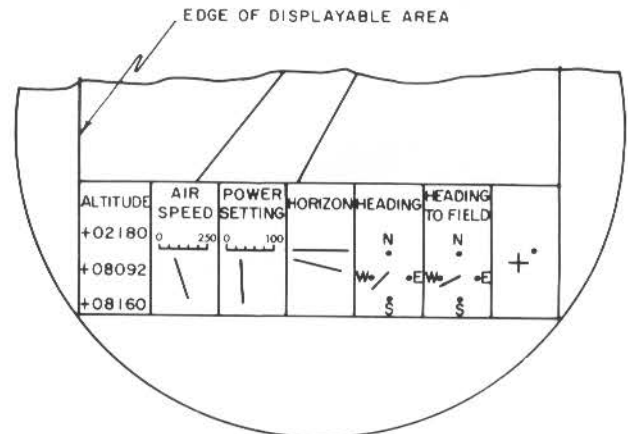 EDGE OF DISPLAYABLE AREA
ALTITUDE
+02180
+08092
+08160
AIR
SPEED
0 250
POWER
SETTING
0 100
HORIZON
HEADING
N
W E
S
HEADING
TO FIELD
N
W E
S
+